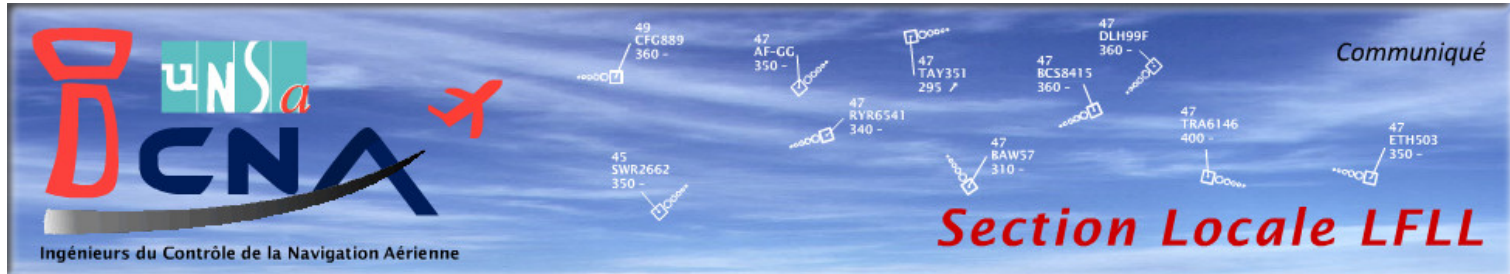 unsa
ICNA
Ingénieurs du Contrôle de la Navigation Aérienne
49
CFG889
360 –
47
AF-GG
350 –
47
TAY351
295 ↗
47
DLH99F
360 –
47
BCS8415
360 –
Communiqué
47
RYR6541
340 –
45
SWR2662
350 –
47
BAW57
310 –
47
TRA6146
400 –
47
ETH503
350 –
Section Locale LFLL